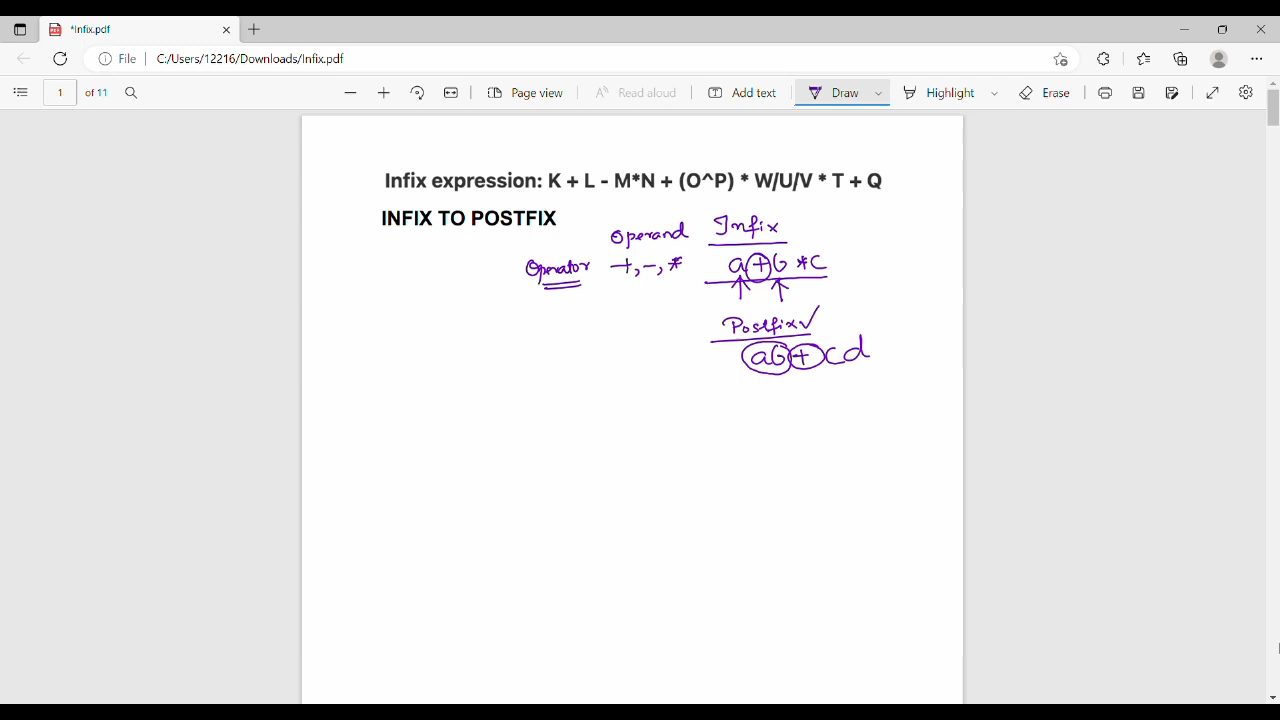 *Infix.pdf
File C:/Users/12216/Downloads/Infix.pdf
1 of 11 Page view Read aloud Add text Draw Highlight Erase
Infix expression: K + L - M*N + (O^P) * W/U/V * T + Q
INFIX TO POSTFIX
Infix
Operand
Operator +,-,* a+b*c
Postfix✓
ab+cd